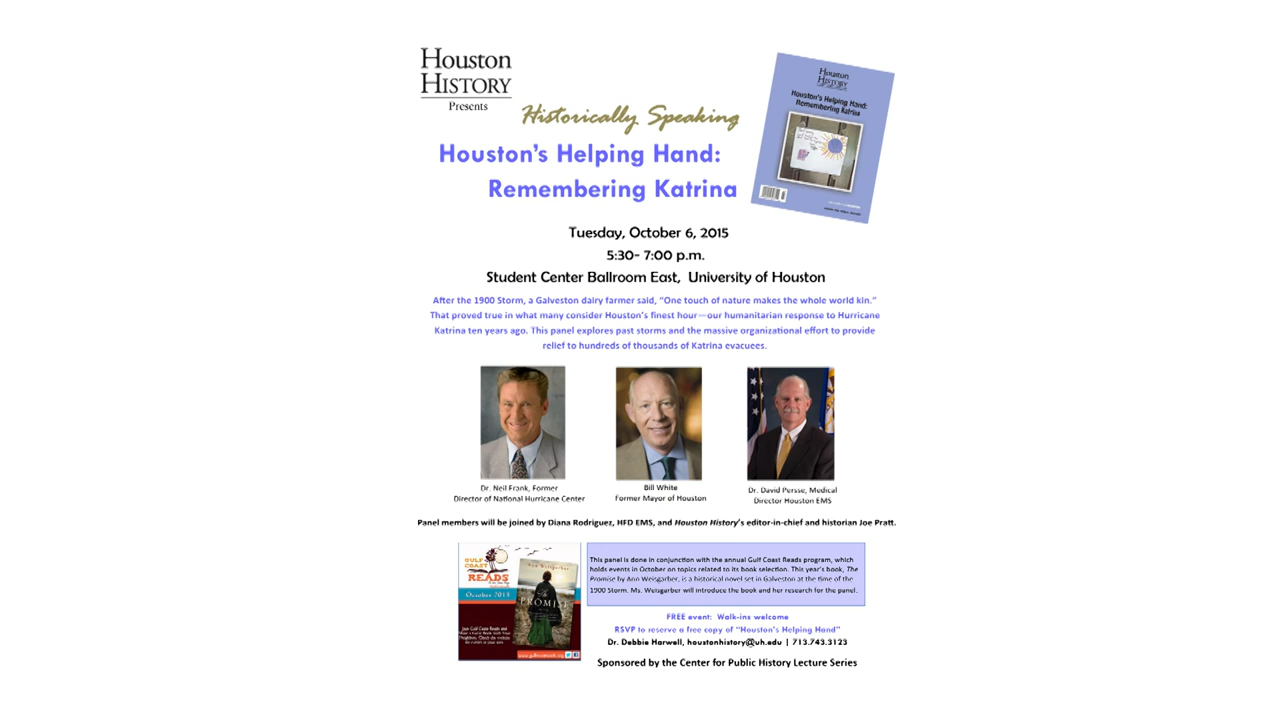 Houston
HISTORY
Presents
Historically Speaking
Houston's Helping Hand:
Remembering Katrina
Houston
HISTORY
Houston's Helping Hand:
Remembering Katrina
Tuesday, October 6, 2015
5:30- 7:00 p.m.
Student Center Ballroom East, University of Houston
After the 1900 Storm, a Galveston dairy farmer said, "One touch of nature makes the whole world kin."
That proved true in what many consider Houston's finest hour—our humanitarian response to Hurricane
Katrina ten years ago. This panel explores past storms and the massive organizational effort to provide
relief to hundreds of thousands of Katrina evacuees.
Dr. Neil Frank, Former
Director of National Hurricane Center
Bill White
Former Mayor of Houston
Dr. David Persse, Medical
Director Houston EMS
Panel members will be joined by Diana Rodriguez, HFD EMS, and Houston History's editor-in-chief and historian Joe Pratt.
GULF
COAST
READS
October 2015
Ann Weisgarber
The
PROMISE
This panel is done in conjunction with the annual Gulf Coast Reads program, which
holds events in October on topics related to its book selection. This year's book, The
Promise by Ann Weisgarber, is a historical novel set in Galveston at the time of the
1900 Storm. Ms. Weisgarber will introduce the book and her research for the panel.
FREE event: Walk-ins welcome
RSVP to reserve a free copy of "Houston's Helping Hand"
Dr. Debbie Harwell, houstonhistory@uh.edu | 713.743.3123
Sponsored by the Center for Public History Lecture Series